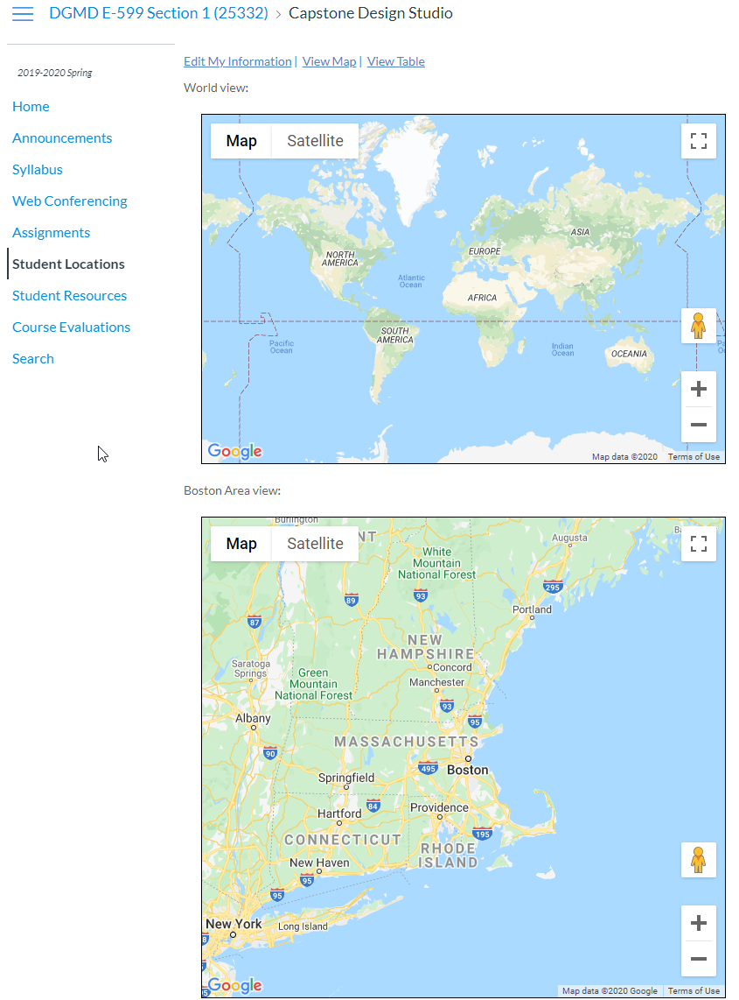 DGMD E-599 Section 1 (25332) > Capstone Design Studio
2019-2020 Spring
Home
Announcements
Syllabus
Web Conferencing
Assignments
Student Locations
Student Resources
Course Evaluations
Search
Edit My Information | View Map | View Table
World view:
Map Satellite
NORTH
AMERICA
EUROPE
ASIA
Atlantic
Ocean
AFRICA
SOUTH
AMERICA
Pacific
Ocean
Indian
Ocean
OCEANIA
Pa
Oc
Google
Map data ©2020 Terms of Use
Boston Area view:
Burlington
Map Satellite
NT
Augusta
Ba
White
Mountain
National Forest
295
89
93
Portland
87
NEW
HAMPSHIRE
Saratoga
Springs
Concord
Green
Mountain
National Forest
Manchester
93
Albany
95
MASSACHUSETTS
90
495
Boston
Springfield
84
Providence
Hartford
195
CONNECTICUT
RHODE
ISLAND
New Haven
95
95
New York
Long Island
Google
Map data ©2020 Google Terms of Use